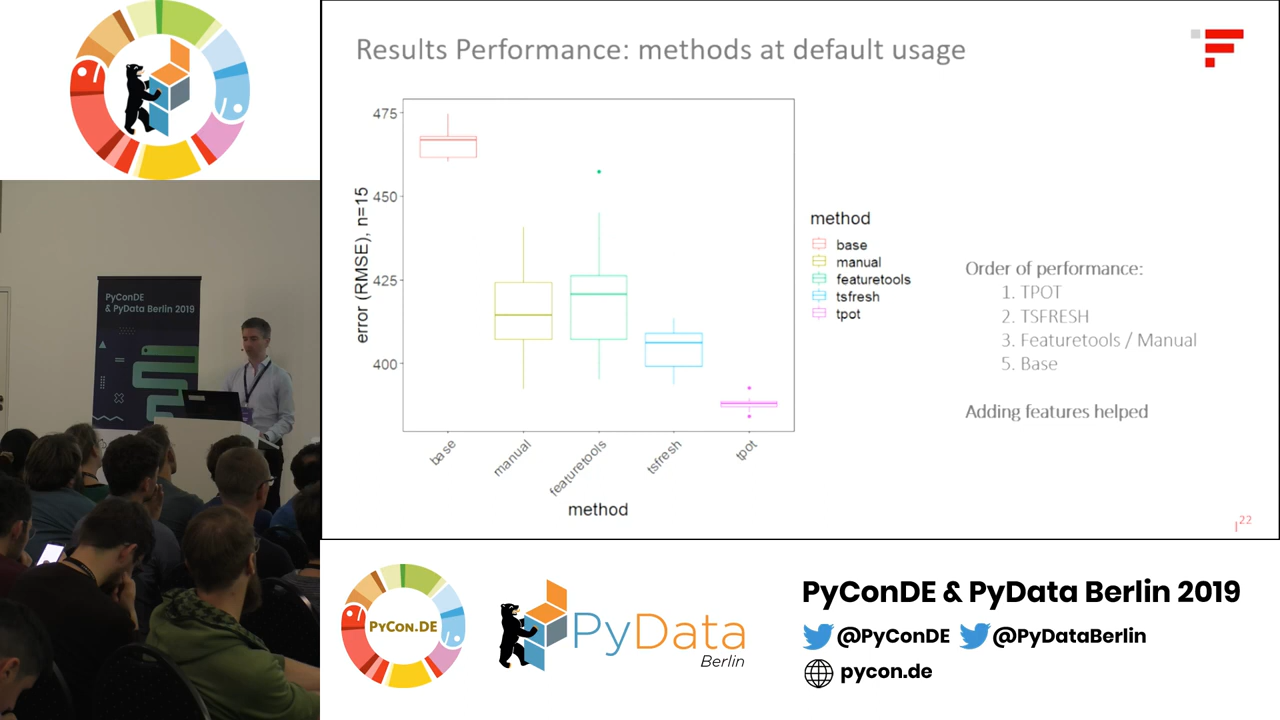 Results Performance: methods at default usage
475
450
425
400
error (RMSE), n=15
base
manual
featuretools
tsfresh
tpot
method
method
base
manual
featuretools
tsfresh
tpot
Order of performance:
1. TPOT
2. TSFRESH
3. Featuretools / Manual
5. Base
Adding features helped
22
PyConDE
& PyData Berlin 2019
PYCON.DE
PyData
Berlin
PyConDE & PyData Berlin 2019
@PyConDE @PyDataBerlin
pycon.de